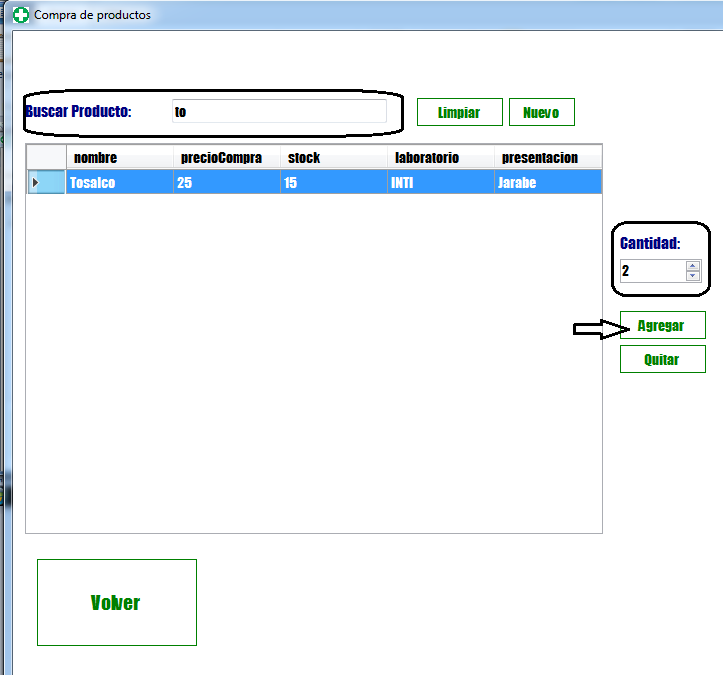 Compra de productos
Buscar Producto: to Limpiar Nuevo
nombre precioCompra stock laboratorio presentacion
Tosalco 25 15 INTI Jarabe
Cantidad:
2
Agregar
Quitar
Volver